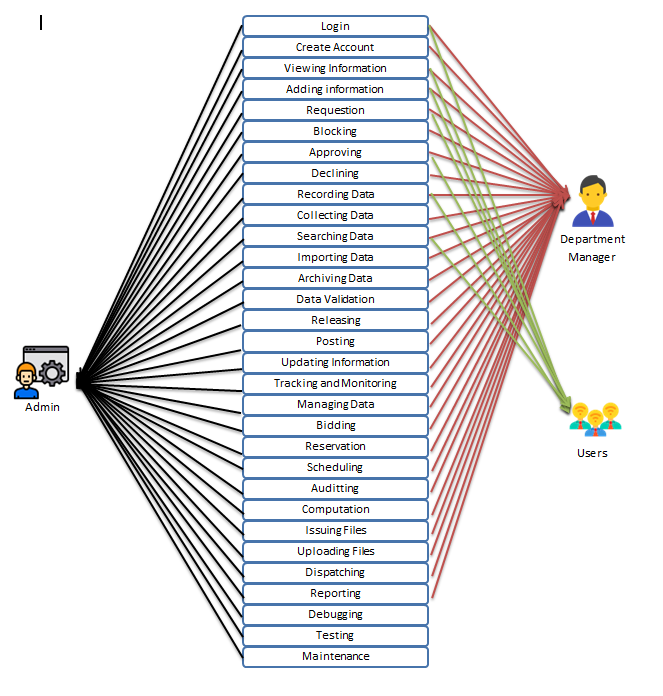 Login
Create Account
Viewing Information
Adding information
Requestion
Blocking
Approving
Declining
Recording Data
Collecting Data
Searching Data
Importing Data
Archiving Data
Data Validation
Releasing
Posting
Updating Information
Tracking and Monitoring
Managing Data
Bidding
Reservation
Scheduling
Auditting
Computation
Issuing Files
Uploading Files
Dispatching
Reporting
Debugging
Testing
Maintenance
Admin
Department
Manager
Users